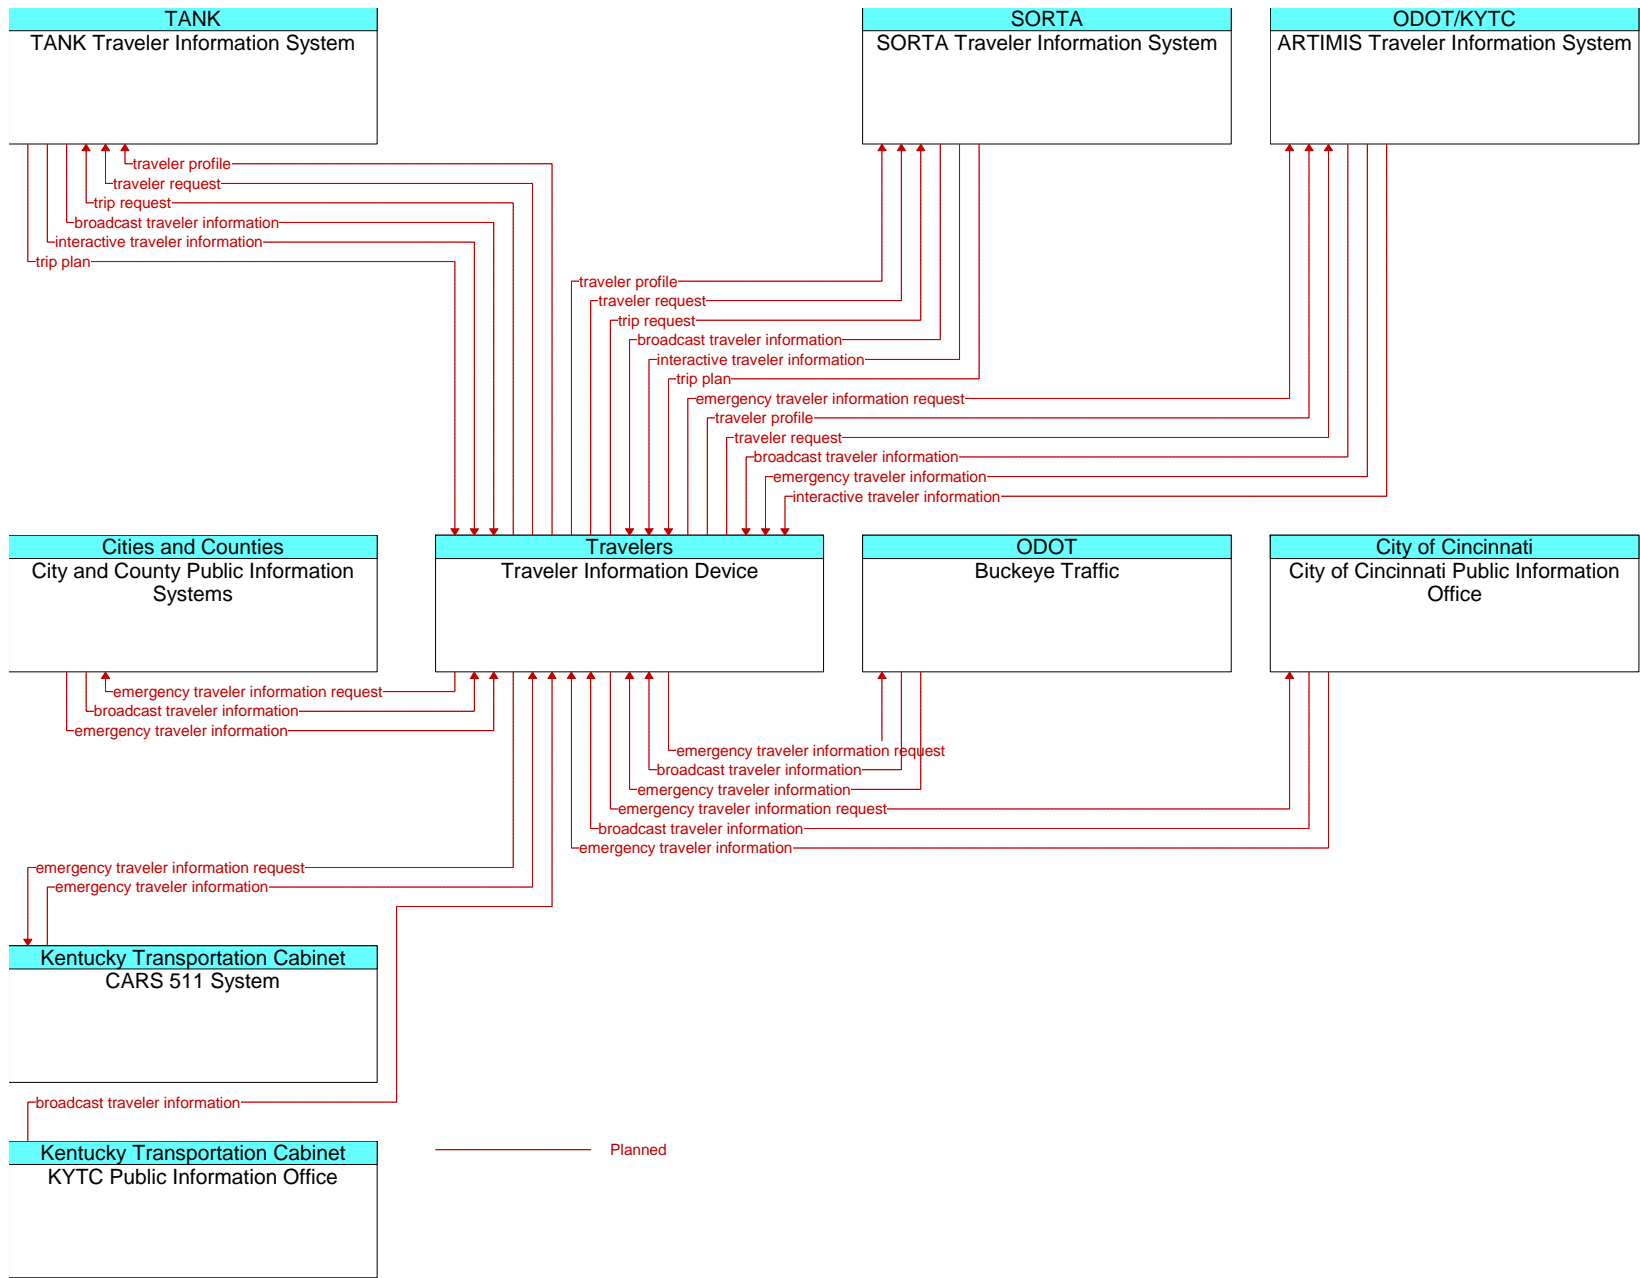 TANK
TANK Traveler Information System
SORTA
SORTA Traveler Information System
ODOT/KYTC
ARTIMIS Traveler Information System
traveler profile
traveler request
trip request
broadcast traveler information
interactive traveler information
trip plan
traveler profile
traveler request
trip request
broadcast traveler information
interactive traveler information
trip plan
emergency traveler information request
traveler profile
traveler request
broadcast traveler information
emergency traveler information
interactive traveler information
Cities and Counties
City and County Public Information
Systems
Travelers
Traveler Information Device
ODOT
Buckeye Traffic
City of Cincinnati
City of Cincinnati Public Information
Office
emergency traveler information request
broadcast traveler information
emergency traveler information
emergency traveler information request
broadcast traveler information
emergency traveler information
emergency traveler information request
broadcast traveler information
emergency traveler information
emergency traveler information request
emergency traveler information
Kentucky Transportation Cabinet
CARS 511 System
broadcast traveler information
Kentucky Transportation Cabinet
KYTC Public Information Office
Planned